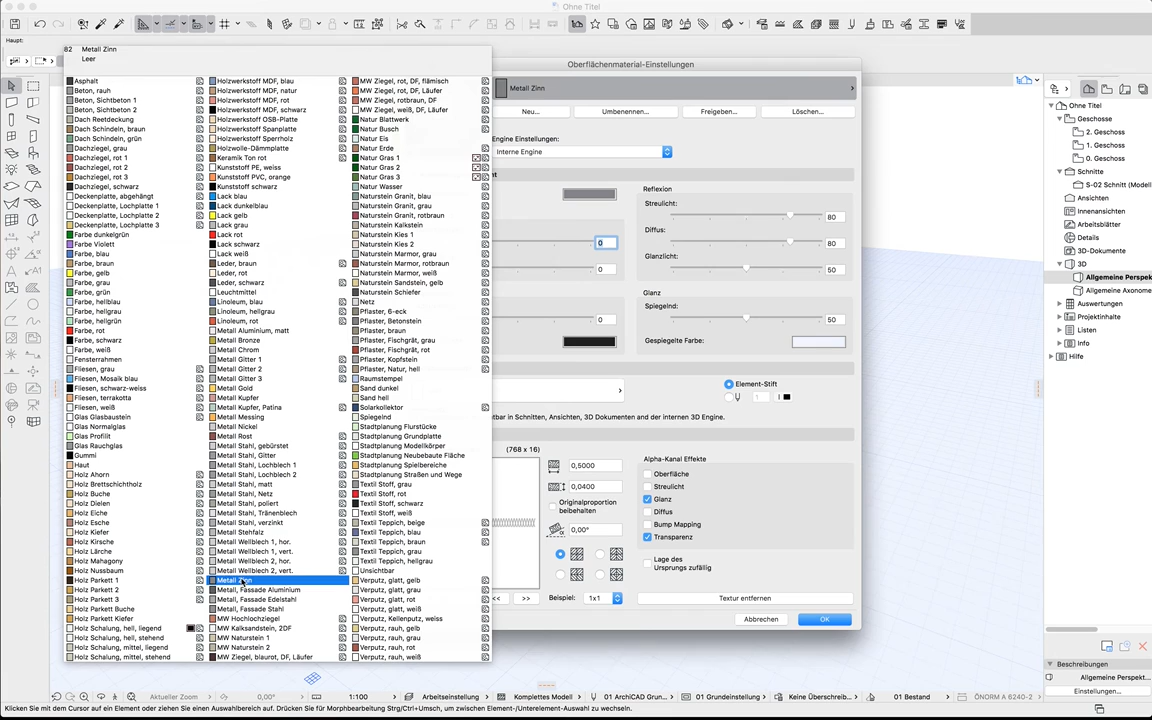 Ohne Titel
Haupt:
82 Metall Zinn
Leer
Asphalt
Beton, rauh
Beton, Sichtbeton 1
Beton, Sichtbeton 2
Dach Reetdeckung
Dach Schindeln, braun
Dach Schindeln, grün
Dachziegel, grau
Dachziegel, rot 1
Dachziegel, rot 2
Dachziegel, rot 3
Dachziegel, schwarz
Deckenplatte, abgehängt
Deckenplatte, Lochplatte 1
Deckenplatte, Lochplatte 2
Deckenplatte, Lochplatte 3
Farbe dunkelgrün
Farbe Violett
Farbe, blau
Farbe, braun
Farbe, gelb
Farbe, grau
Farbe, grün
Farbe, hellblau
Farbe, hellgrau
Farbe, hellgrün
Farbe, rot
Farbe, schwarz
Farbe, weiß
Fensterrahmen
Fliesen, grau
Fliesen, Mosaik blau
Fliesen, schwarz-weiss
Fliesen, terrakotta
Fliesen, weiß
Glas Glasbaustein
Glas Normalglas
Glas Profilit
Glas Rauchglas
Gummi
Haut
Holz Ahorn
Holz Brettschichtholz
Holz Buche
Holz Dielen
Holz Eiche
Holz Esche
Holz Kiefer
Holz Kirsche
Holz Lärche
Holz Mahagony
Holz Nussbaum
Holz Parkett 1
Holz Parkett 2
Holz Parkett 3
Holz Parkett Buche
Holz Parkett Kiefer
Holz Schalung, hell, liegend
Holz Schalung, hell, stehend
Holz Schalung, mittel, liegend
Holz Schalung, mittel, stehend
Holzwerkstoff MDF, blau
Holzwerkstoff MDF, natur
Holzwerkstoff MDF, rot
Holzwerkstoff MDF, schwarz
Holzwerkstoff OSB-Platte
Holzwerkstoff Spanplatte
Holzwerkstoff Sperrholz
Holzwolle-Dämmplatte
Keramik Ton rot
Kunststoff PE, weiss
Kunststoff PVC, orange
Kunststoff schwarz
Lack blau
Lack dunkelblau
Lack gelb
Lack grau
Lack rot
Lack schwarz
Lack weiß
Leder, braun
Leder, rot
Leder, schwarz
Leuchtmittel
Linoleum, blau
Linoleum, hellgrau
Linoleum, rot
Metall Aluminium, matt
Metall Bronze
Metall Chrom
Metall Gitter 1
Metall Gitter 2
Metall Gitter 3
Metall Gold
Metall Kupfer
Metall Kupfer, Patina
Metall Messing
Metall Nickel
Metall Rost
Metall Stahl, gebürstet
Metall Stahl, Gitter
Metall Stahl, Lochblech 1
Metall Stahl, Lochblech 2
Metall Stahl, matt
Metall Stahl, Netz
Metall Stahl, poliert
Metall Stahl, Tränenblech
Metall Stahl, verzinkt
Metall Stehfalz
Metall Wellblech 1, hor.
Metall Wellblech 1, vert.
Metall Wellblech 2, hor.
Metall Wellblech 2, vert.
Metall Zinn
Metall, Fassade Aluminium
Metall, Fassade Edelstahl
Metall, Fassade Stahl
MW Hochlochziegel
MW Kalksandstein, 2DF
MW Naturstein 1
MW Naturstein 2
MW Ziegel, blaurot, DF, Läufer
MW Ziegel, rot, DF, flämisch
MW Ziegel, rot, DF, Läufer
MW Ziegel, rotbraun, DF
MW Ziegel, weiß, DF, Läufer
Natur Blattwerk
Natur Busch
Natur Eis
Natur Erde
Natur Gras 1
Natur Gras 2
Natur Gras 3
Natur Wasser
Naturstein Granit, blau
Naturstein Granit, grau
Naturstein Granit, rotbraun
Naturstein Kalkstein
Naturstein Kies 1
Naturstein Kies 2
Naturstein Marmor, grau
Naturstein Marmor, rotbraun
Naturstein Marmor, weiß
Naturstein Sandstein, gelb
Naturstein Schiefer
Netz
Pflaster, 6-eck
Pflaster, Betonstein
Pflaster, braun
Pflaster, Fischgrät, grau
Pflaster, Fischgrät, rot
Pflaster, Kopfstein
Pflaster, Natur, hell
Raumstempel
Sand dunkel
Sand hell
Solarkollektor
Spiegelnd
Stadtplanung Flurstücke
Stadtplanung Grundplatte
Stadtplanung Modellkörper
Stadtplanung Neubebaute Fläche
Stadtplanung Spielbereiche
Stadtplanung Straßen und Wege
Textil Stoff, grau
Textil Stoff, rot
Textil Stoff, schwarz
Textil Stoff, weiß
Textil Teppich, beige
Textil Teppich, blau
Textil Teppich, braun
Textil Teppich, grau
Textil Teppich, hellgrau
Unsichtbar
Verputz, glatt, gelb
Verputz, glatt, grau
Verputz, glatt, rot
Verputz, glatt, weiß
Verputz, Kellenputz, weiss
Verputz, rauh, gelb
Verputz, rauh, grau
Verputz, rauh, rot
Verputz, rauh, weiß
Oberflächenmaterial-Einstellungen
Metall Zinn
Neu...
Umbenennen...
Freigeben...
Löschen...
Engine Einstellungen:
Interne Engine
0
0
0
Reflexion
Streulicht:
80
Diffus:
80
Glanzlicht:
50
Glanz
Spiegelnd:
50
Gespiegelte Farbe:
Element-Stift
1
tbar in Schnitten, Ansichten, 3D Dokumenten und der internen 3D Engine.
(768 x 16)
0,5000
0,0400
Originalproportion
beibehalten
0,00°
<<
>>
Beispiel:
1x1
Alpha-Kanal Effekte
Oberfläche
Streulicht
Glanz
Diffus
Bump Mapping
Transparenz
Lage des
Ursprungs zufällig
Textur entfernen
Abbrechen
OK
Ohne Titel
Geschosse
2. Geschoss
1. Geschoss
0. Geschoss
Schnitte
S-02 Schnitt (Modell
Ansichten
Innenansichten
Arbeitsblätter
Details
3D-Dokumente
3D
Allgemeine Perspek
Allgemeine Axonome
Auswertungen
Projektinhalte
Listen
Info
Hilfe
Beschreibungen
Allgemeine Perspekt...
Einstellungen...
Aktueller Zoom
0,00°
1:100
Arbeitseinstellung
Komplettes Modell
01 ArchiCAD Grun...
01 Grundeinstellung
Keine Überschreib...
01 Bestand
ÖNORM A 6240-2
Klicken Sie mit dem Cursor auf ein Element oder ziehen Sie einen Auswahlbereich auf. Drücken Sie für Morphbearbeitung Strg/Ctrl+Umsch, um zwischen Element-/Unterelement-Auswahl zu wechseln.